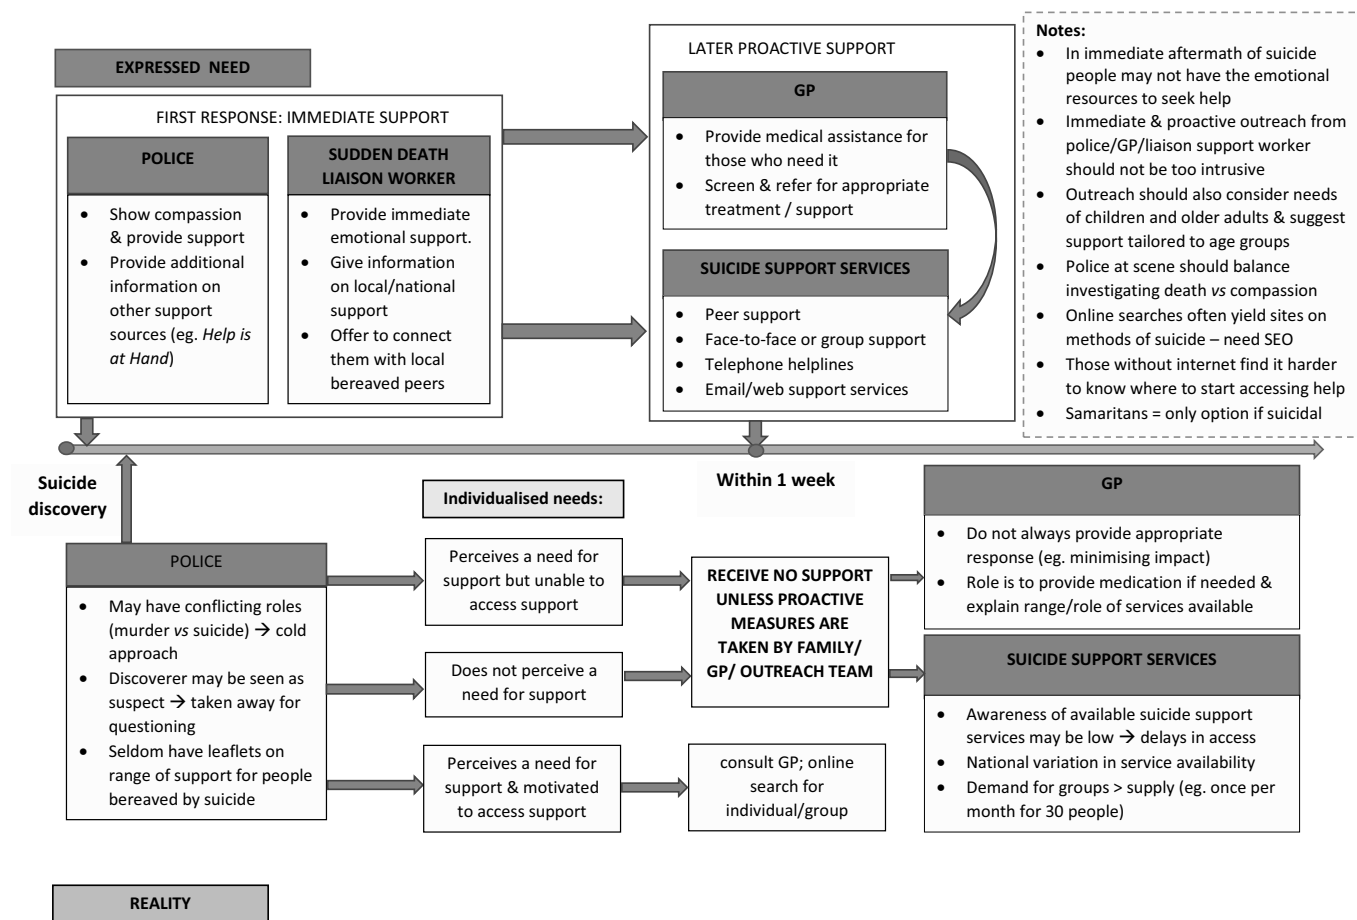 EXPRESSED NEED
FIRST RESPONSE: IMMEDIATE SUPPORT
POLICE
• Show compassion
& provide support
• Provide additional
information on
other support
sources (eg. Help is
at Hand)
SUDDEN DEATH
LIAISON WORKER
• Provide immediate
emotional support.
• Give information
on local/national
support
• Offer to connect
them with local
bereaved peers
LATER PROACTIVE SUPPORT
GP
• Provide medical assistance for
those who need it
• Screen & refer for appropriate
treatment / support
SUICIDE SUPPORT SERVICES
• Peer support
• Face-to-face or group support
• Telephone helplines
• Email/web support services
Notes:
• In immediate aftermath of suicide
people may not have the emotional
resources to seek help
• Immediate & proactive outreach from
police/GP/liaison support worker
should not be too intrusive
• Outreach should also consider needs
of children and older adults & suggest
support tailored to age groups
• Police at scene should balance
investigating death vs compassion
• Online searches often yield sites on
methods of suicide – need SEO
• Those without internet find it harder
to know where to start accessing help
• Samaritans = only option if suicidal
Suicide
discovery
Within 1 week
POLICE
• May have conflicting roles
(murder vs suicide) → cold
approach
• Discoverer may be seen as
suspect → taken away for
questioning
• Seldom have leaflets on
range of support for people
bereaved by suicide
Individualised needs:
Perceives a need for
support but unable to
access support
Does not perceive a
need for support
Perceives a need for
support & motivated
to access support
RECEIVE NO SUPPORT
UNLESS PROACTIVE
MEASURES ARE
TAKEN BY FAMILY/
GP/ OUTREACH TEAM
consult GP; online
search for
individual/group
GP
• Do not always provide appropriate
response (eg. minimising impact)
• Role is to provide medication if needed &
explain range/role of services available
SUICIDE SUPPORT SERVICES
• Awareness of available suicide support
services may be low → delays in access
• National variation in service availability
• Demand for groups > supply (eg. once per
month for 30 people)
REALITY